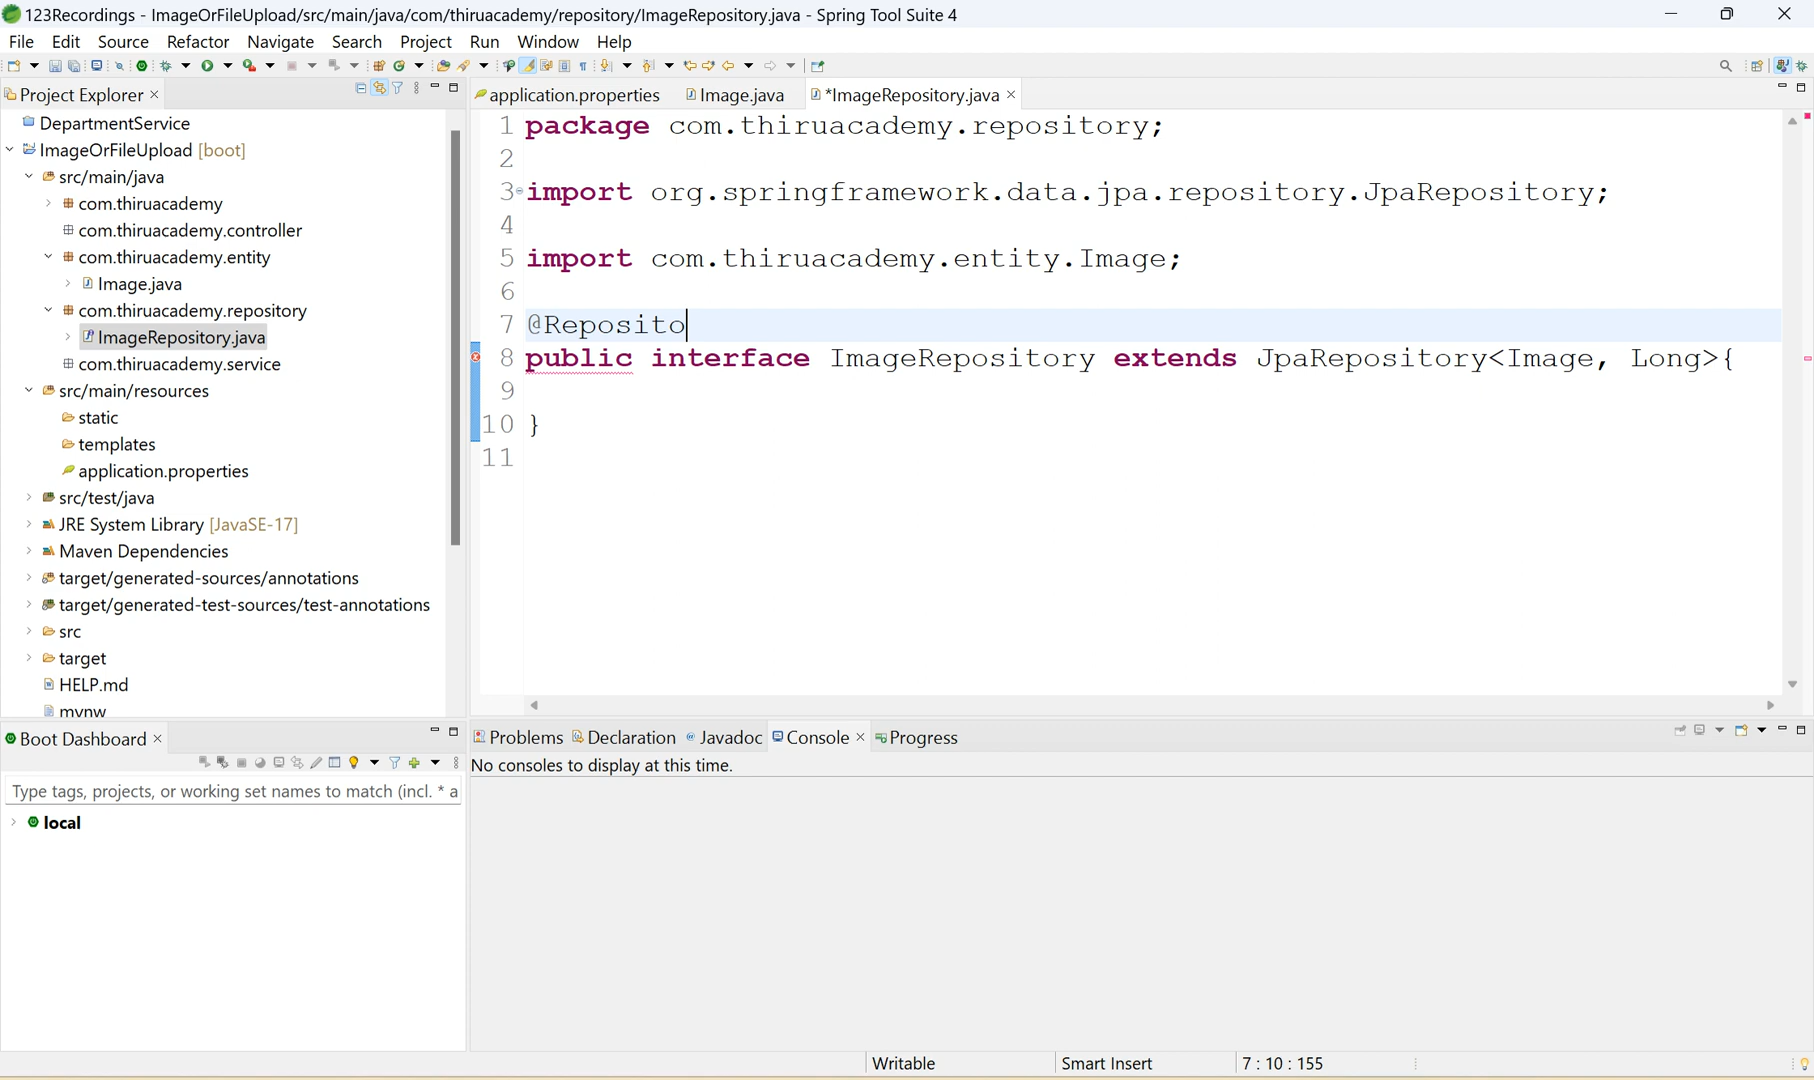 123Recordings - ImageOrFileUpload/src/main/java/com/thiruacademy/repository/ImageRepository.java - Spring Tool Suite 4
File Edit Source Refactor Navigate Search Project Run Window Help
Project Explorer
application.properties Image.java *ImageRepository.java
DepartmentService
ImageOrFileUpload [boot]
src/main/java
com.thiruacademy
com.thiruacademy.controller
com.thiruacademy.entity
Image.java
com.thiruacademy.repository
ImageRepository.java
com.thiruacademy.service
src/main/resources
static
templates
application.properties
src/test/java
JRE System Library [JavaSE-17]
Maven Dependencies
target/generated-sources/annotations
target/generated-test-sources/test-annotations
src
target
HELP.md
mvnw
1 package com.thiruacademy.repository;
2
3 import org.springframework.data.jpa.repository.JpaRepository;
4
5 import com.thiruacademy.entity.Image;
6
7 @Reposito
8 public interface ImageRepository extends JpaRepository<Image, Long>{
9
10 }
11
Boot Dashboard
Type tags, projects, or working set names to match (incl. * a
local
Problems Declaration Javadoc Console Progress
No consoles to display at this time.
Writable Smart Insert 7 : 10 : 155